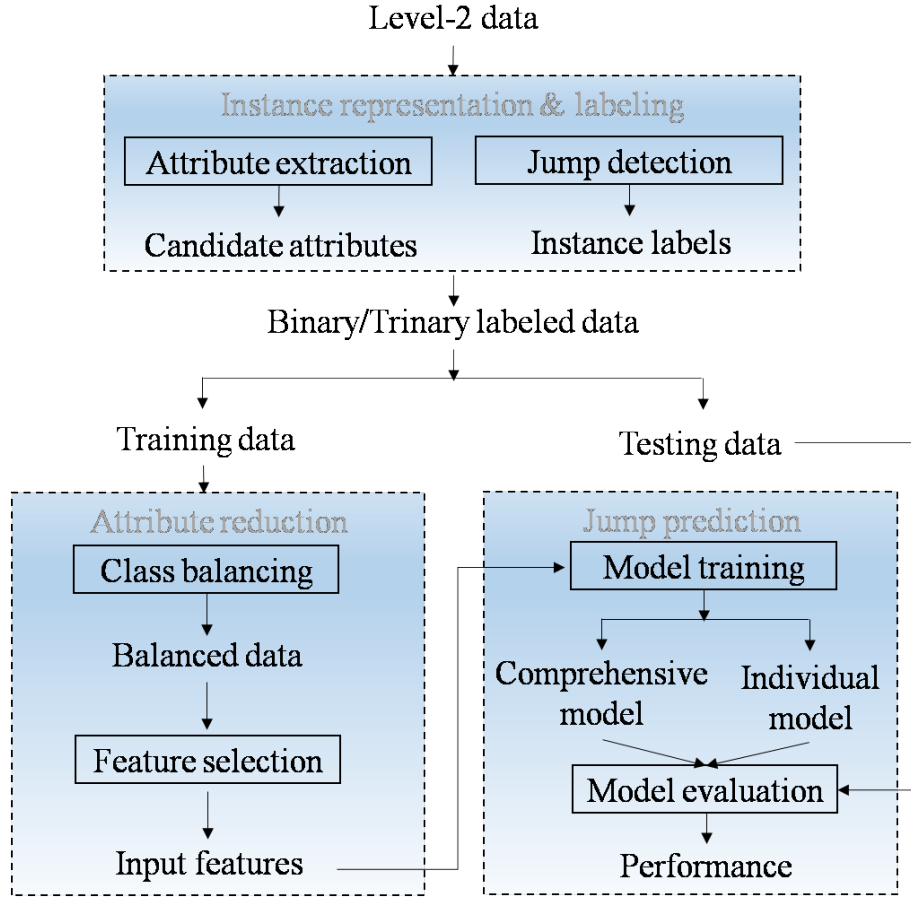 Level-2 data
Instance representation & labeling
Attribute extraction
Jump detection
Candidate attributes
Instance labels
Binary/Trinary labeled data
Training data
Testing data
Attribute reduction
Class balancing
Balanced data
Feature selection
Input features
Jump prediction
Model training
Comprehensive
model
Individual
model
Model evaluation
Performance